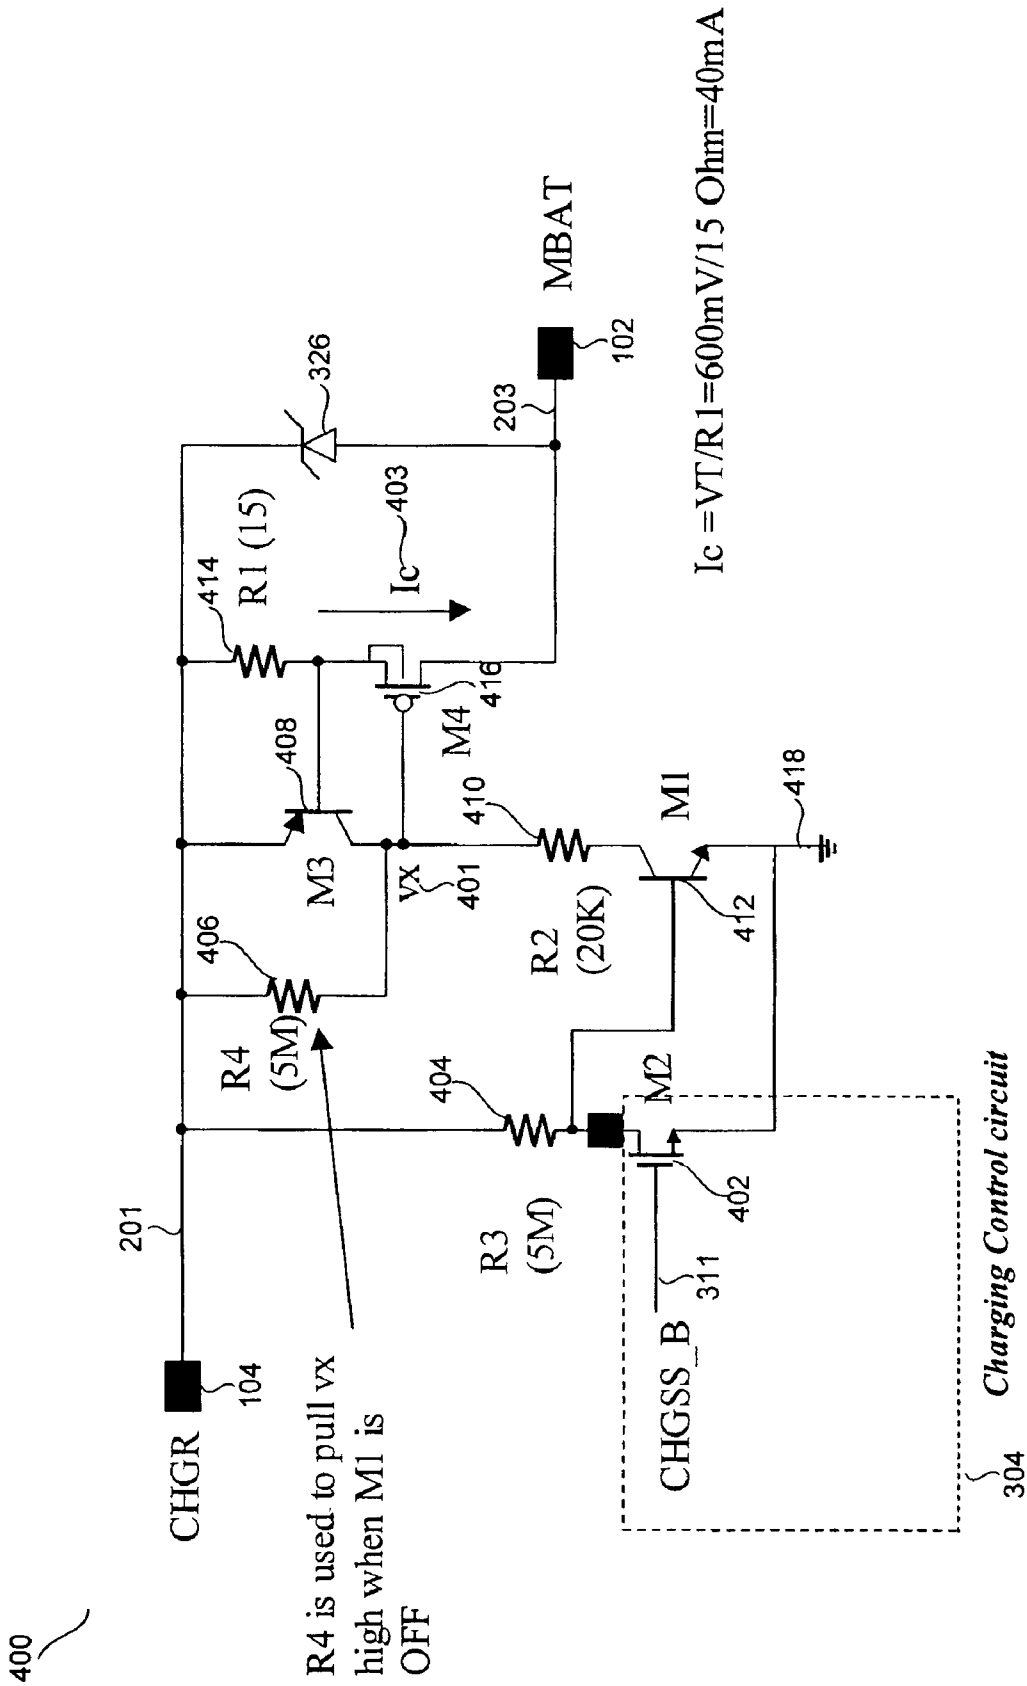 400
CHGR
104
201
R4 is used to pull vx
high when M1 is
OFF
R4
(5M)
406
M3
408
414
R1 (15)
326
Ic
403
vx
401
M4
416
203
MBAT
102
R3
(5M)
404
R2
(20K)
410
M1
412
418
M2
402
CHGSS_B
311
304
Charging Control circuit
Ic =VT/R1=600mV/15 Ohm=40mA